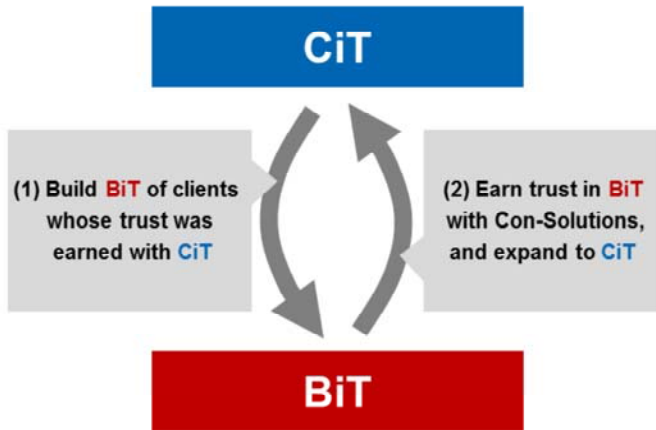 CiT
(1) Build BiT of clients
whose trust was
earned with CiT
(2) Earn trust in BiT
with Con-Solutions,
and expand to CiT
BiT